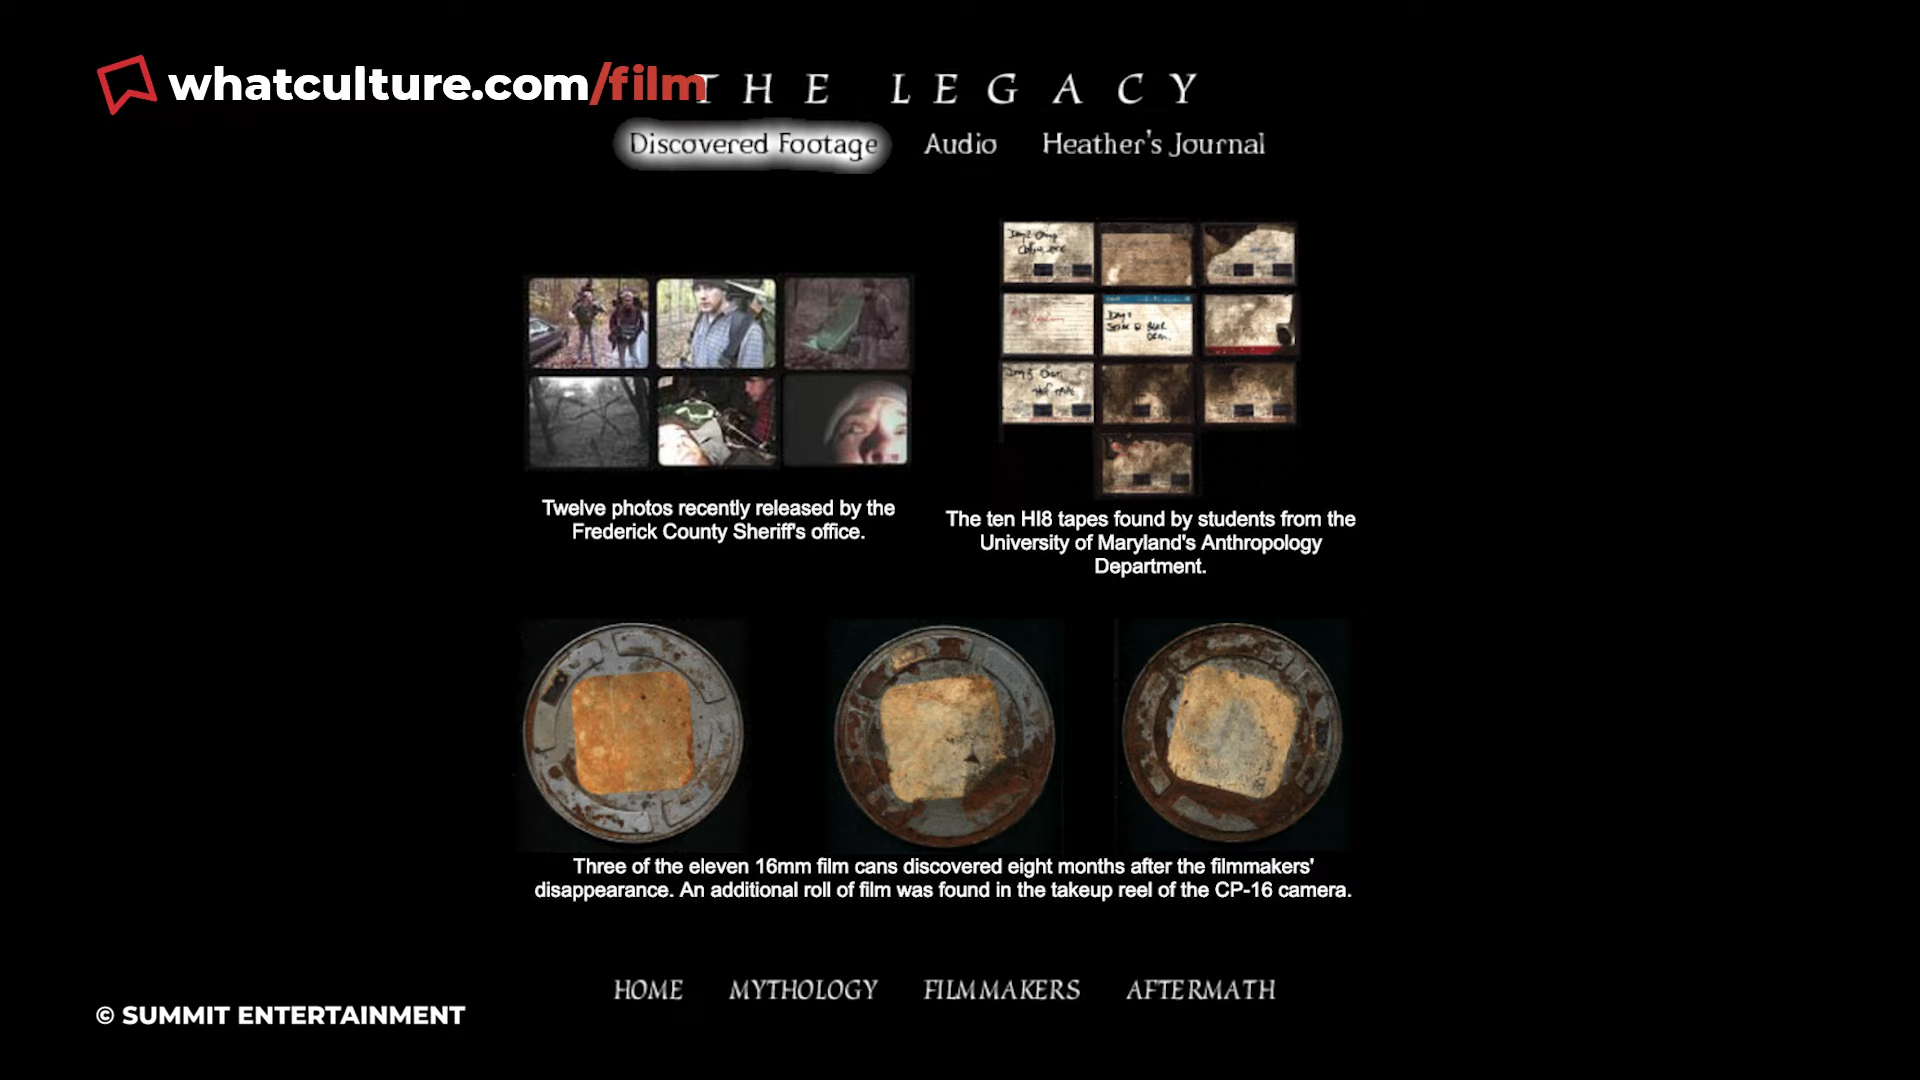 whatculture.com/film
THE LEGACY
Discovered Footage
Audio
Heather's Journal
Twelve photos recently released by the
Frederick County Sheriff's office.
Day
The ten HI8 tapes found by students from the
University of Maryland's Anthropology
Department.
Three of the eleven 16mm film cans discovered eight months after the filmmakers'
disappearance. An additional roll of film was found in the takeup reel of the CP-16 camera.
HOME
MYTHOLOGY
FILMMAKERS
AFTERMATH
© SUMMIT ENTERTAINMENT